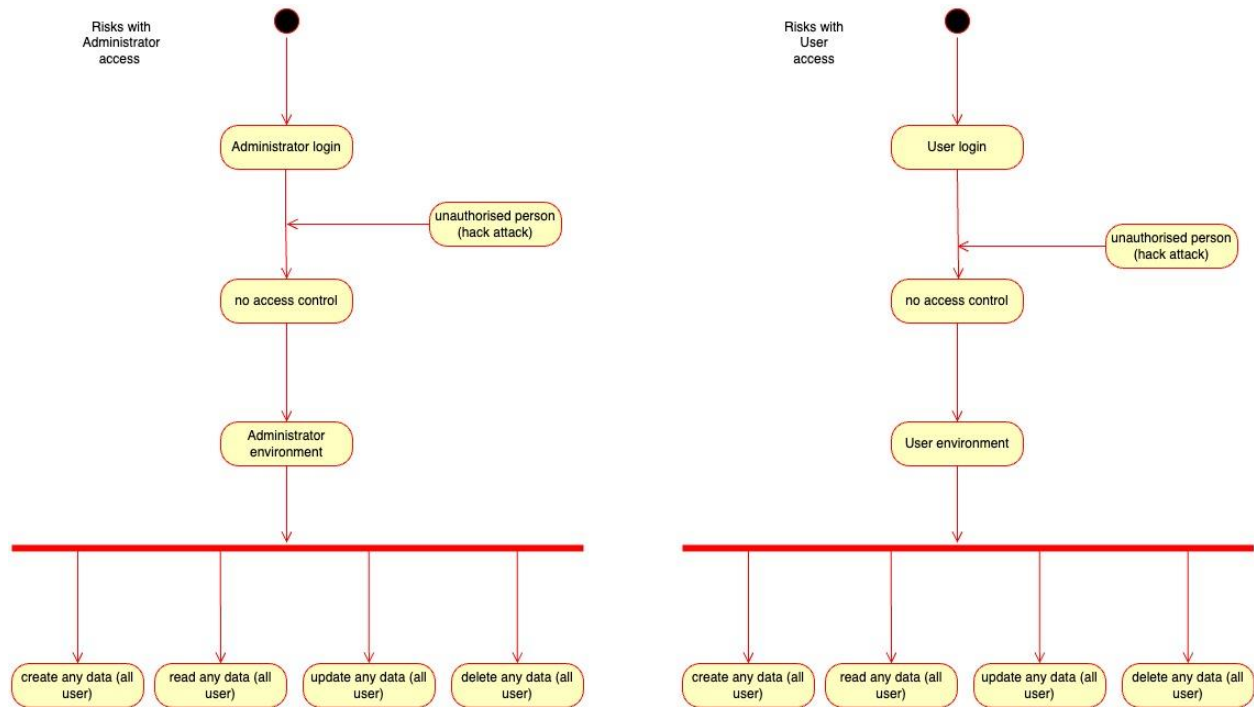 Risks with
Administrator
access
Administrator login
unauthorised person
(hack attack)
no access control
Administrator
environment
create any data (all
user)
read any data (all
user)
update any data (all
user)
delete any data (all
user)
Risks with
User
access
User login
unauthorised person
(hack attack)
no access control
User environment
create any data (all
user)
read any data (all
user)
update any data (all
user)
delete any data (all
user)